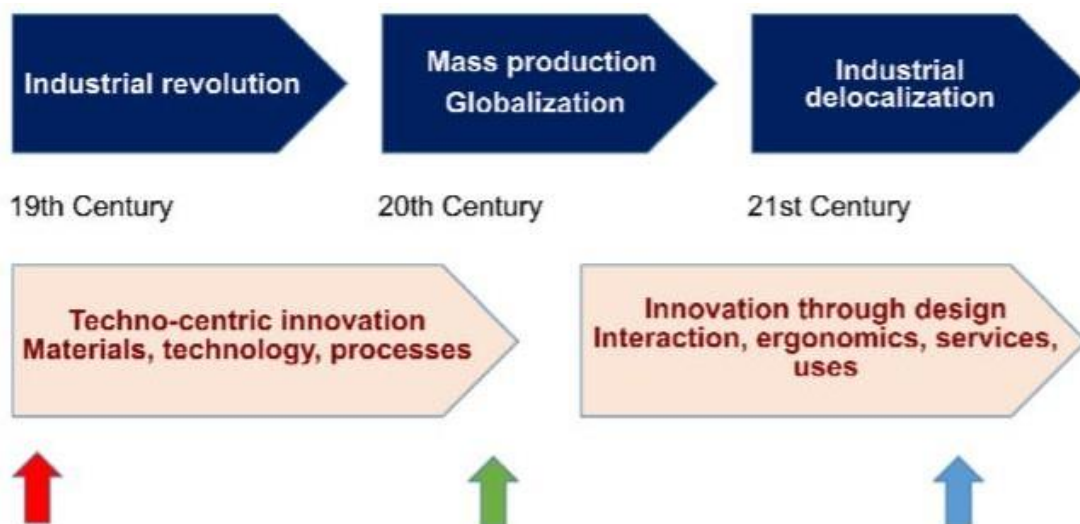 Industrial revolution
Mass production
Globalization
Industrial
delocalization
19th Century
20th Century
21st Century
Techno-centric innovation
Materials, technology, processes
Innovation through design
Interaction, ergonomics, services,
uses